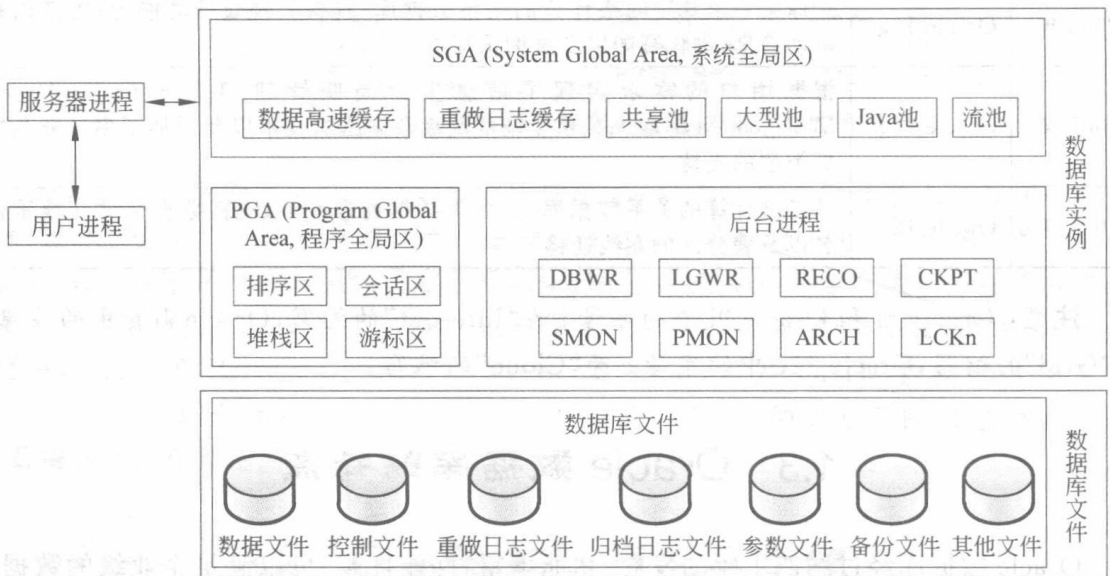 SGA (System Global Area, 系统全局区)
服务器进程
数据高速缓存
重做日志缓存
共享池
大型池
Java池
流池
用户进程
PGA (Program Global
Area, 程序全局区)
排序区
会话区
堆栈区
游标区
后台进程
DBWR
LGWR
RECO
CKPT
SMON
PMON
ARCH
LCKn
数据库实例
数据库文件
数据文件
控制文件
重做日志文件
归档日志文件
参数文件
备份文件
其他文件
数据库文件